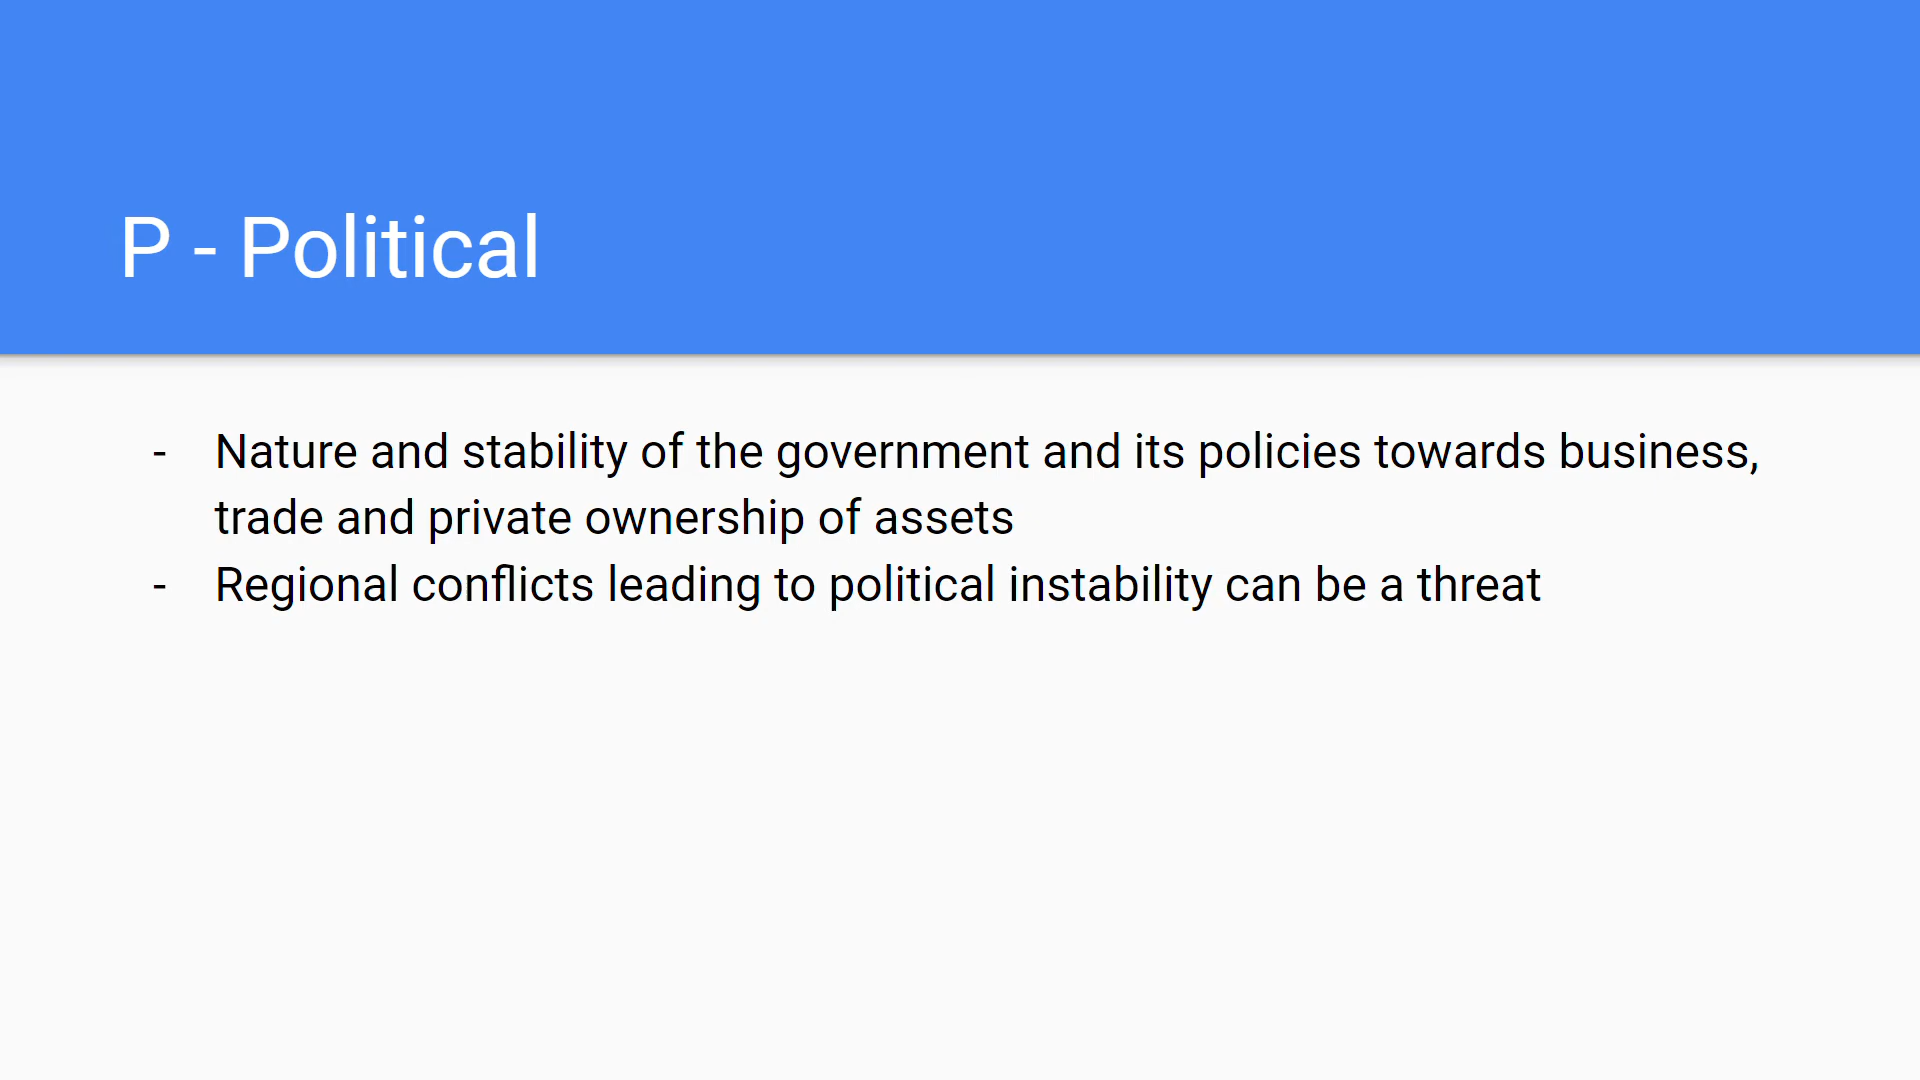 P - Political
- Nature and stability of the government and its policies towards business,
trade and private ownership of assets
- Regional conflicts leading to political instability can be a threat